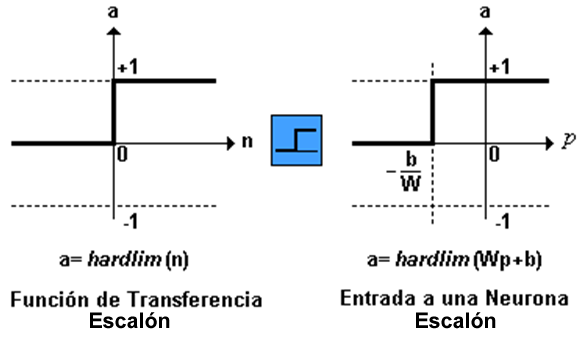 a
+1
n
0
-1
a= hardlim (n)
Función de Transferencia
Escalón
a
+1
p
0
- b/W
-1
a= hardlim (Wp+b)
Entrada a una Neurona
Escalón